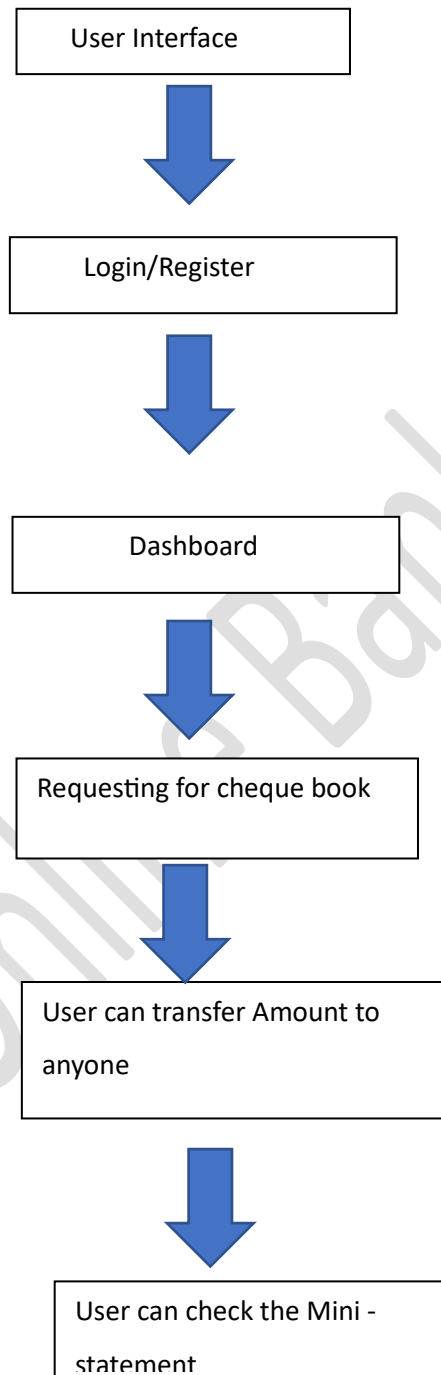 User Interface
Login/Register
Dashboard
Requesting for cheque book
User can transfer Amount to
anyone
User can check the Mini -
statement